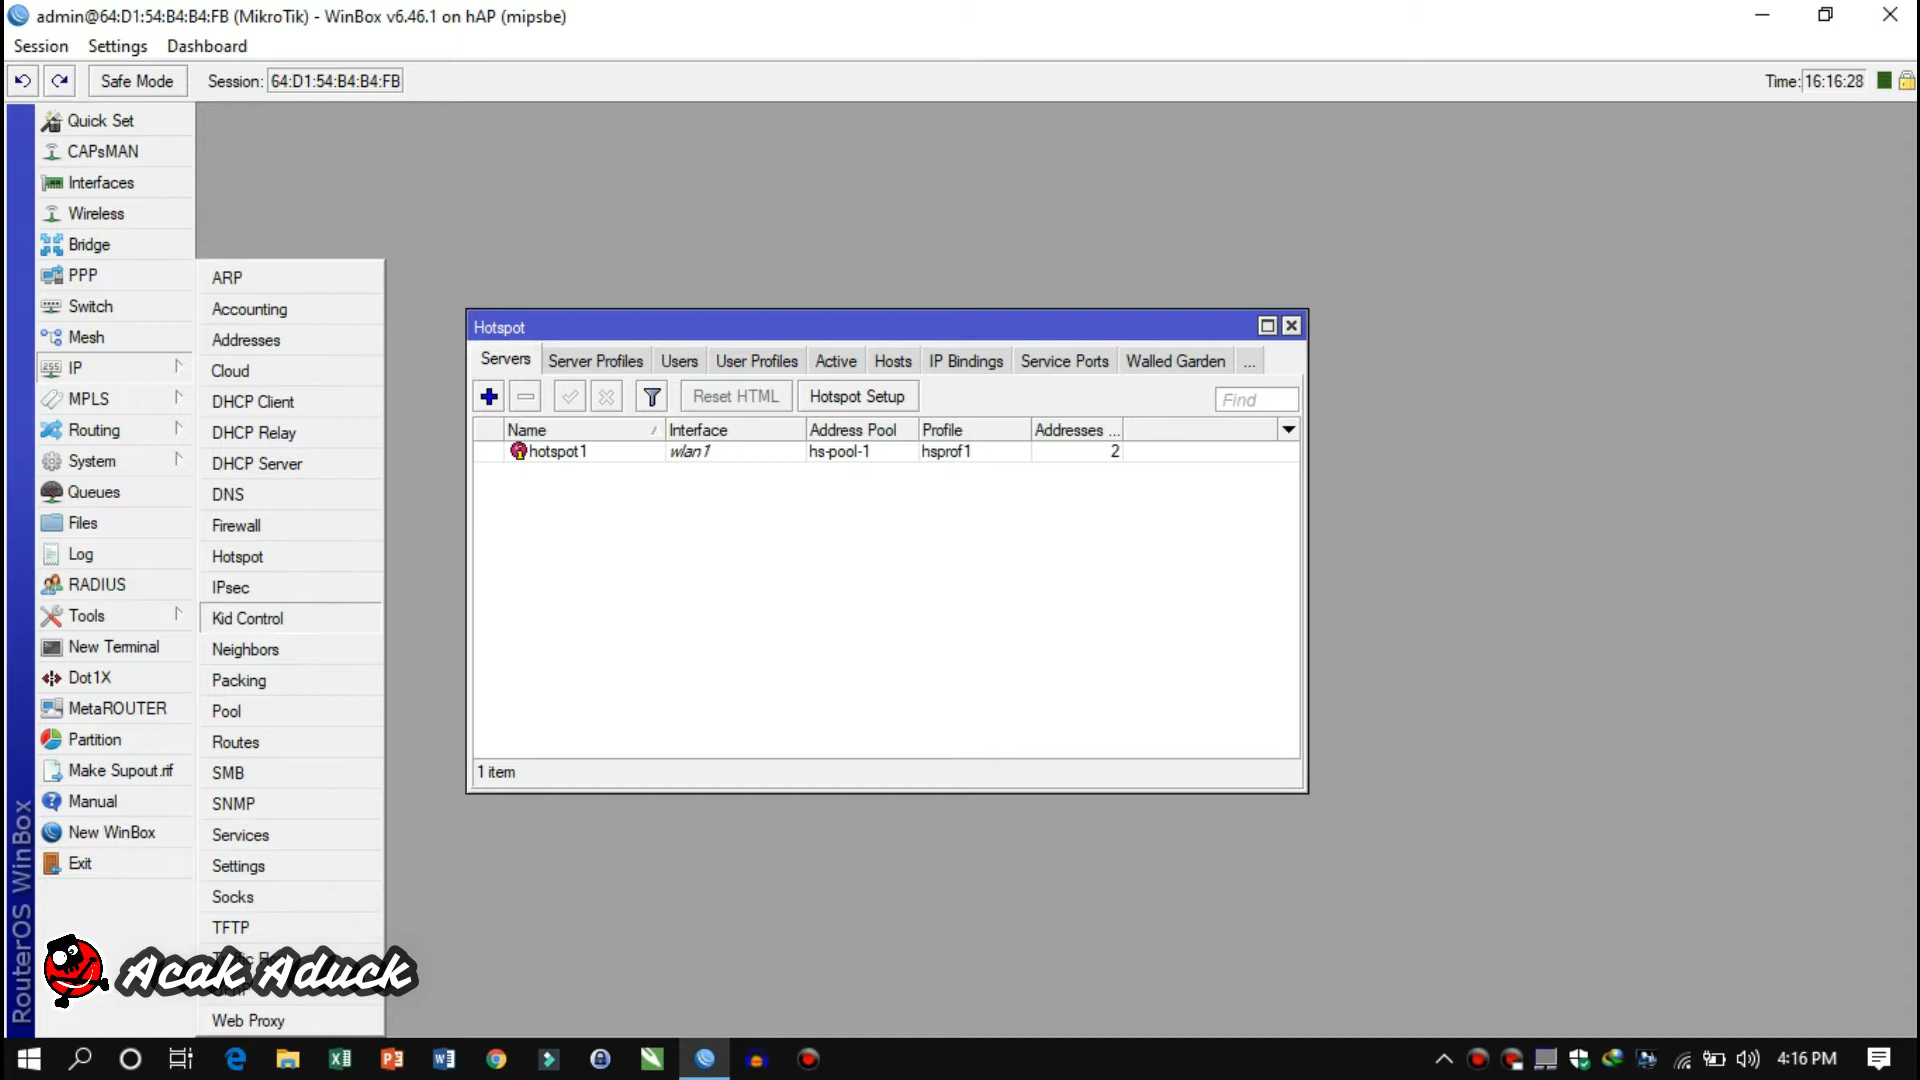 admin@64:D1:54:B4:B4:FB (MikroTik) - WinBox v6.46.1 on hAP (mipsbe)
Session Settings Dashboard
Safe Mode Session: 64:D1:54:B4:B4:FB Time: 16:16:28
Quick Set
CAPsMAN
Interfaces
Wireless
Bridge
PPP
Switch
Mesh
IP
MPLS
Routing
System
Queues
Files
Log
RADIUS
Tools
New Terminal
Dot1X
MetaROUTER
Partition
Make Supout.rif
Manual
New WinBox
Exit
RouterOS WinBox
ARP
Accounting
Addresses
Cloud
DHCP Client
DHCP Relay
DHCP Server
DNS
Firewall
Hotspot
IPsec
Kid Control
Neighbors
Packing
Pool
Routes
SMB
SNMP
Services
Settings
Socks
TFTP
Web Proxy
Acak Aduck
Hotspot
Servers Server Profiles Users User Profiles Active Hosts IP Bindings Service Ports Walled Garden ...
Reset HTML Hotspot Setup Find
Name Interface Address Pool Profile Addresses ...
hotspot1 wlan1 hs-pool-1 hsprof1 2
1 item
4:16 PM